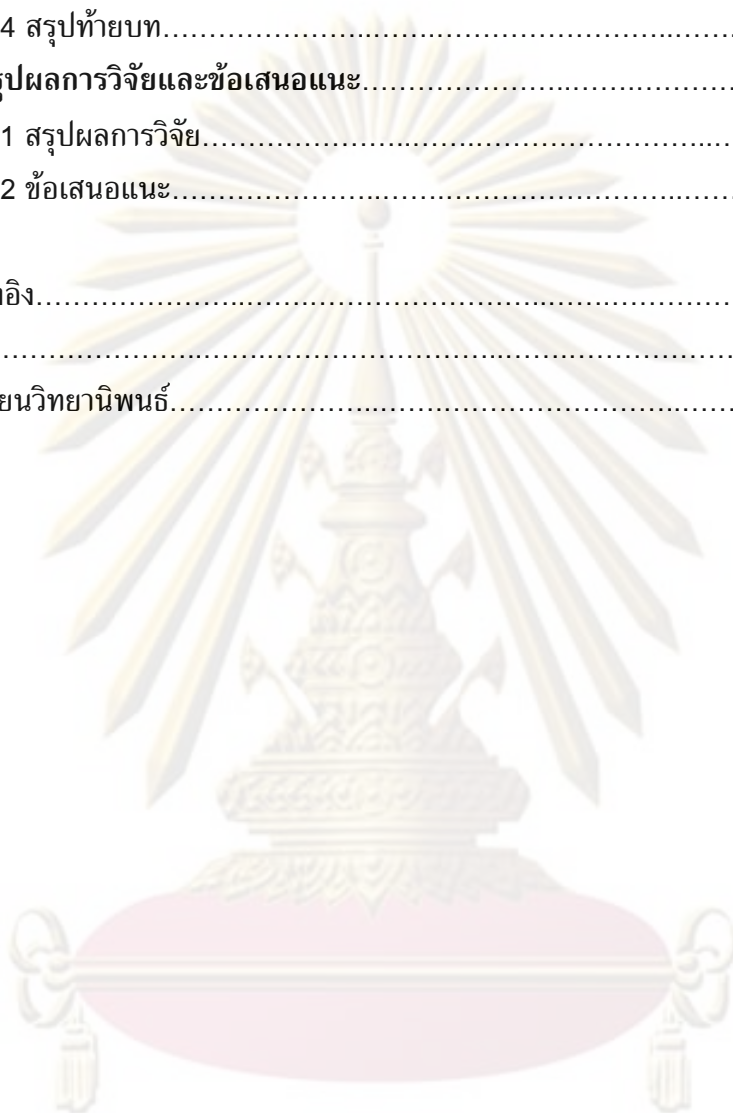 4 สรุปท้ายบท................................................................
รุปผลการวิจัยและข้อเสนอแนะ................................................
1 สรุปผลการวิจัย................................................................
2 ข้อเสนอแนะ................................................................
อิง................................................................
................................................................
ยนวิทยานิพนธ์................................................................